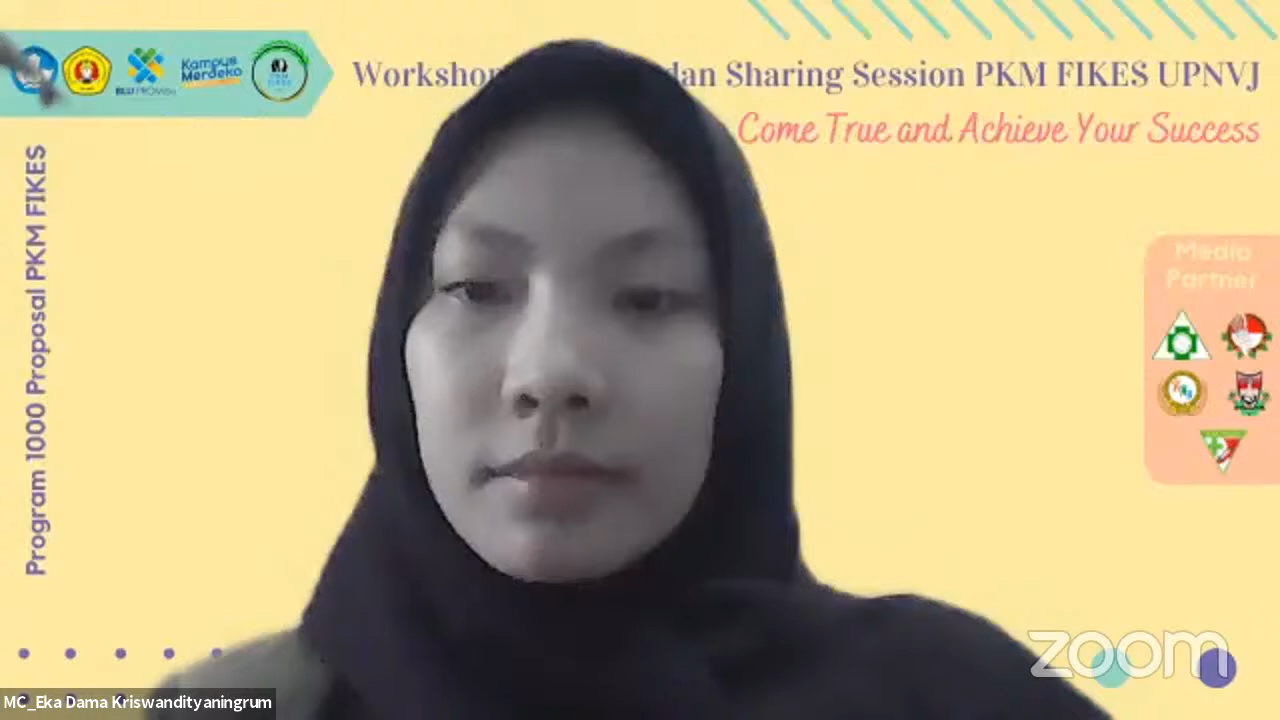 Kampus
Merdeka
Workshop dan Sharing Session PKM FIKES UPNVJ
Come True and Achieve Your Success
Program 1000 Proposal PKM FIKES
Media
Partner
zoom
MC_Eka Dama Kriswandityaningrum